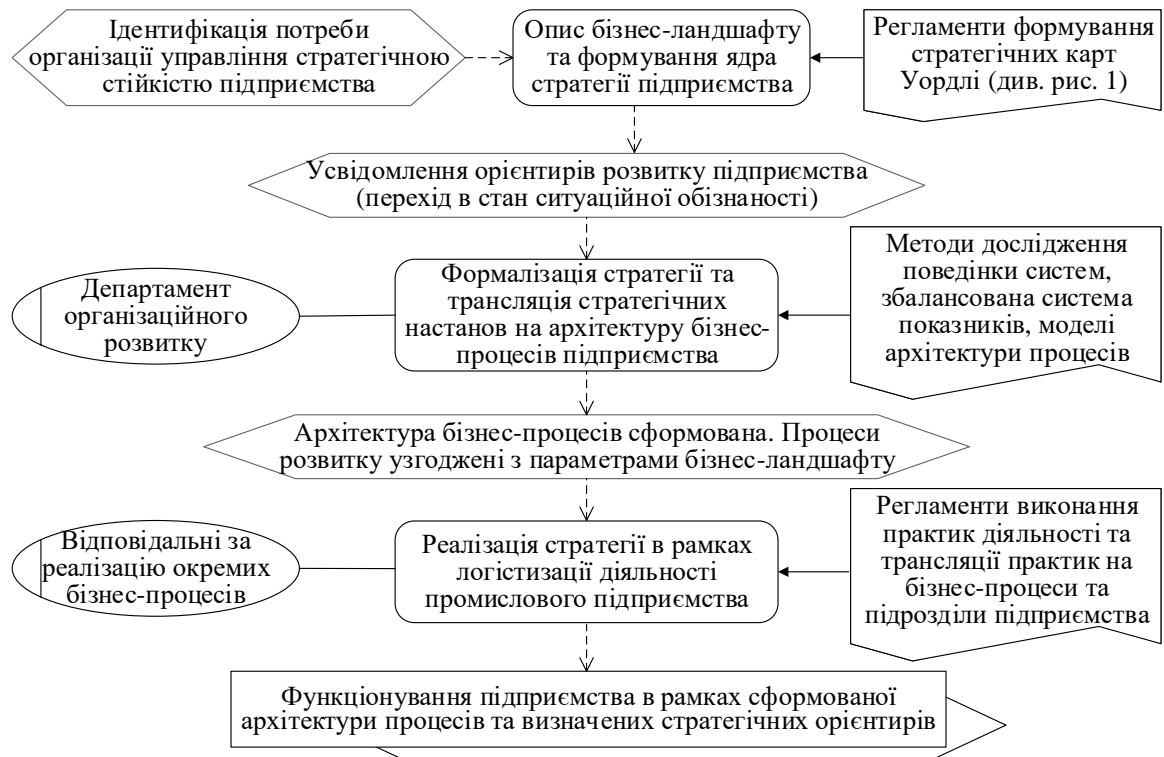 Ідентифікація потреби
організації управління стратегічною
стійкістю підприємства
Опис бізнес-ландшафту
та формування ядра
стратегії підприємства
Регламенти формування
стратегічних карт
Уордлі (див. рис. 1)
Усвідомлення орієнтирів розвитку підприємства
(перехід в стан ситуаційної обізнаності)
Департамент
організаційного
розвитку
Формалізація стратегії та
трансляція стратегічних
настанов на архітектуру бізнес-
процесів підприємства
Методи дослідження
поведінки систем,
збалансована система
показників, моделі
архітектури процесів
Архітектура бізнес-процесів сформована. Процеси
розвитку узгоджені з параметрами бізнес-ландшафту
Відповідальні за
реалізацію окремих
бізнес-процесів
Реалізація стратегії в рамках
логістизації діяльності
промислового підприємства
Регламенти виконання
практик діяльності та
трансляції практик на
бізнес-процеси та
підрозділи підприємства
Функціонування підприємства в рамках сформованої
архітектури процесів та визначених стратегічних орієнтирів